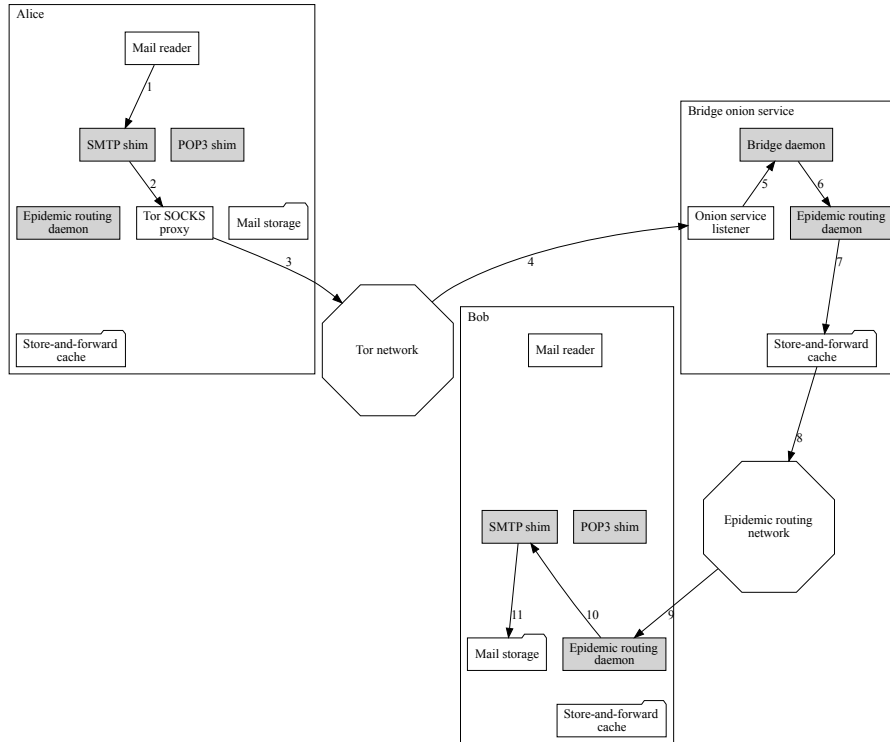 Alice
Mail reader
1
SMTP shim
POP3 shim
2
Epidemic routing
daemon
Tor SOCKS
proxy
Mail storage
3
Store-and-forward
cache
Tor network
4
Bridge onion service
Bridge daemon
5
6
Onion service
listener
Epidemic routing
daemon
7
Store-and-forward
cache
8
Epidemic routing
network
9
Bob
Mail reader
SMTP shim
POP3 shim
11
10
Mail storage
Epidemic routing
daemon
Store-and-forward
cache